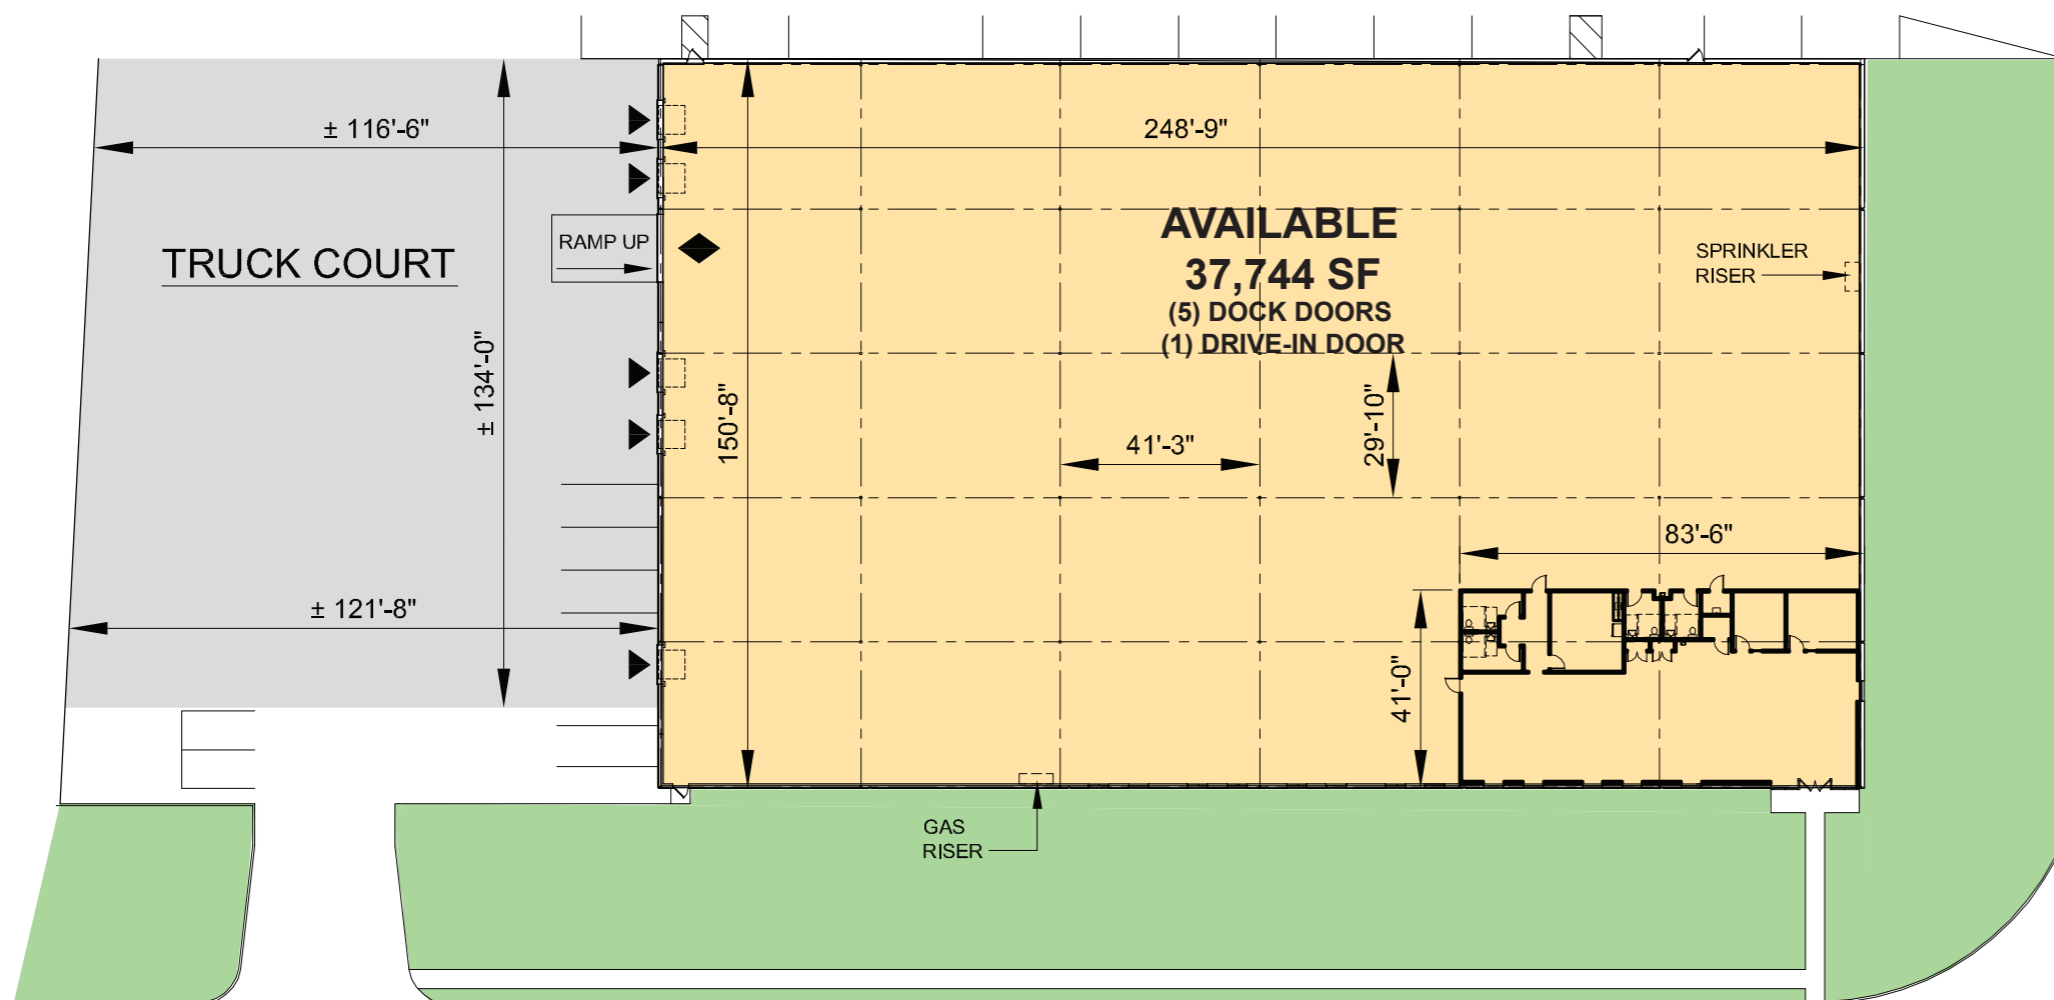 ± 116'-6"
248'-9"
AVAILABLE
37,744 SF
(5) DOCK DOORS
(1) DRIVE-IN DOOR
RAMP UP
TRUCK COURT
SPRINKLER
RISER
± 134'-0"
150'-8"
29'-10"
41'-3"
83'-6"
± 121'-8"
41'-0"
GAS
RISER